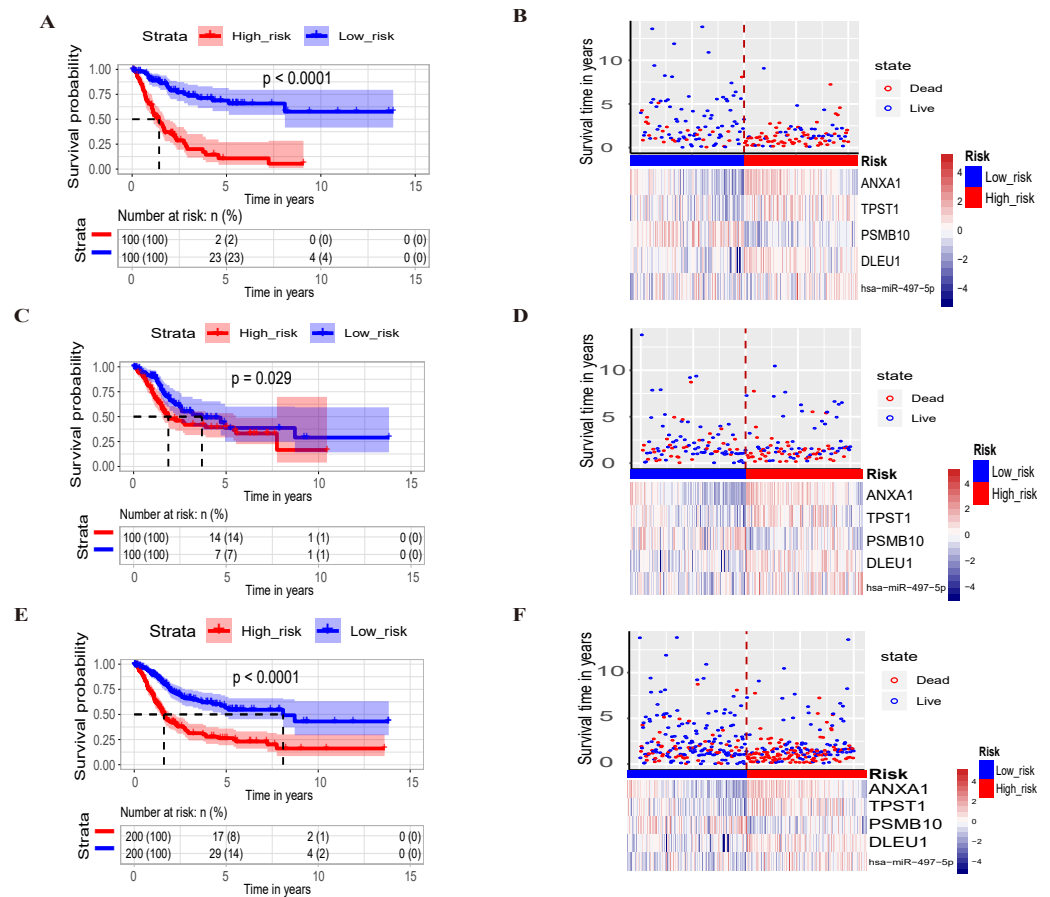 A
Strata High_risk Low_risk
Survival probability
1.00
0.75
0.50
0.25
0.00
p < 0.0001
0 5 10 15
Time in years
Number at risk: n (%)
Strata
100 (100) 2 (2) 0 (0) 0 (0)
100 (100) 23 (23) 4 (4) 0 (0)
0 5 10 15
Time in years
B
Survival time in years
10
5
0
state
Dead
Live
Risk
ANXA1
TPST1
PSMB10
DLEU1
hsa−miR−497−5p
4
2
0
−2
−4
Risk
Low_risk
High_risk
C
Strata High_risk Low_risk
Survival probability
1.00
0.75
0.50
0.25
0.00
p = 0.029
0 5 10 15
Time in years
Number at risk: n (%)
Strata
100 (100) 14 (14) 1 (1) 0 (0)
100 (100) 7 (7) 1 (1) 0 (0)
0 5 10 15
Time in years
D
Survival time in years
10
5
0
state
Dead
Live
Risk
ANXA1
TPST1
PSMB10
DLEU1
hsa−miR−497−5p
4
2
0
−2
−4
Risk
Low_risk
High_risk
E
Strata High_risk Low_risk
Survival probability
1.00
0.75
0.50
0.25
0.00
p < 0.0001
0 5 10 15
Time in years
Number at risk: n (%)
Strata
200 (100) 17 (8) 2 (1) 0 (0)
200 (100) 29 (14) 4 (2) 0 (0)
0 5 10 15
Time in years
F
Survival time in years
10
5
0
state
Dead
Live
Risk
ANXA1
TPST1
PSMB10
DLEU1
hsa−miR−497−5p
4
2
0
−2
−4
Risk
Low_risk
High_risk